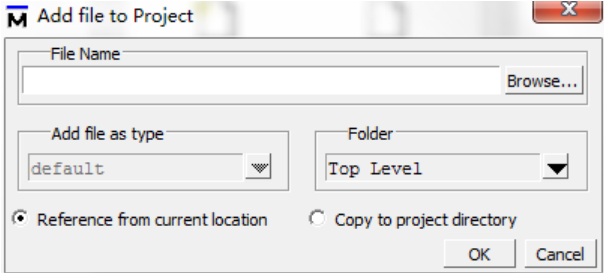 Add file to Project
File Name
Browse...
Add file as type
Folder
default
Top Level
Reference from current location
Copy to project directory
OK
Cancel